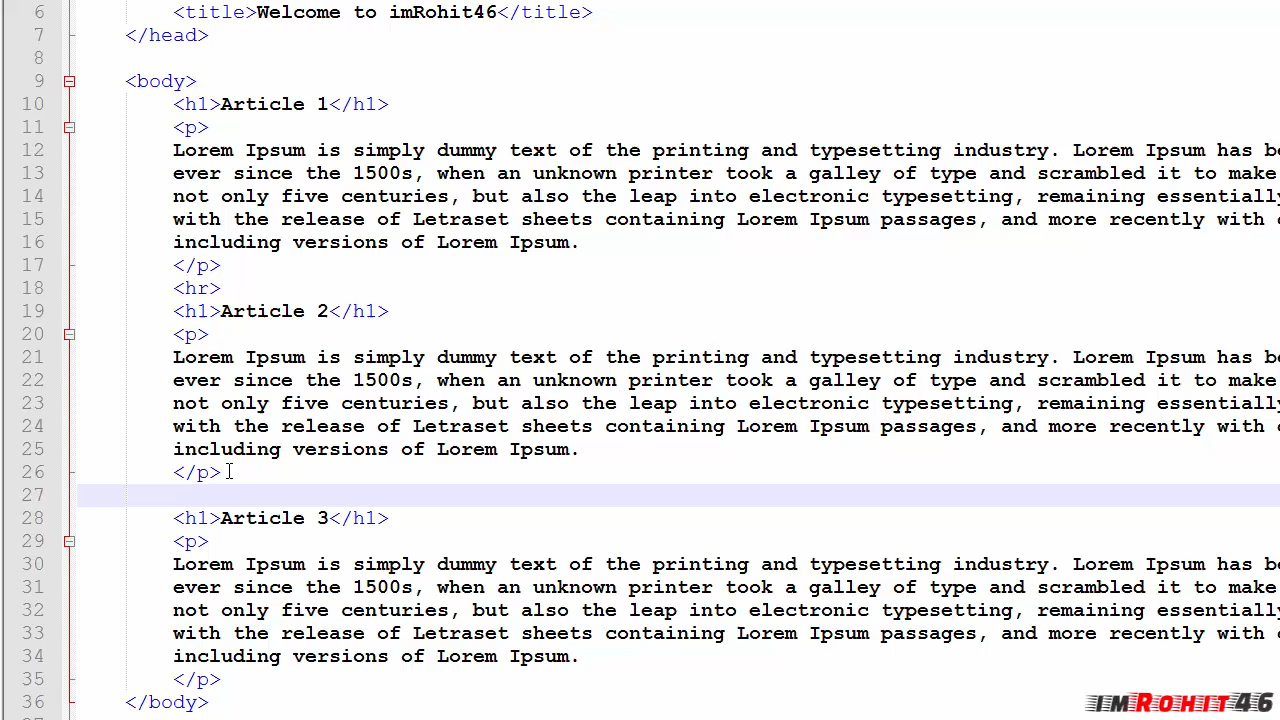 6 <title>Welcome to imRohit46</title>
7 </head>
8
9 <body>
10 <h1>Article 1</h1>
11 <p>
12 Lorem Ipsum is simply dummy text of the printing and typesetting industry. Lorem Ipsum has
13 ever since the 1500s, when an unknown printer took a galley of type and scrambled it to make
14 not only five centuries, but also the leap into electronic typesetting, remaining essentially
15 with the release of Letraset sheets containing Lorem Ipsum passages, and more recently with
16 including versions of Lorem Ipsum.
17 </p>
18 <hr>
19 <h1>Article 2</h1>
20 <p>
21 Lorem Ipsum is simply dummy text of the printing and typesetting industry. Lorem Ipsum has
22 ever since the 1500s, when an unknown printer took a galley of type and scrambled it to make
23 not only five centuries, but also the leap into electronic typesetting, remaining essentially
24 with the release of Letraset sheets containing Lorem Ipsum passages, and more recently with
25 including versions of Lorem Ipsum.
26 </p>
27
28 <h1>Article 3</h1>
29 <p>
30 Lorem Ipsum is simply dummy text of the printing and typesetting industry. Lorem Ipsum has
31 ever since the 1500s, when an unknown printer took a galley of type and scrambled it to make
32 not only five centuries, but also the leap into electronic typesetting, remaining essentially
33 with the release of Letraset sheets containing Lorem Ipsum passages, and more recently with
34 including versions of Lorem Ipsum.
35 </p>
36 </body>
imRohit46